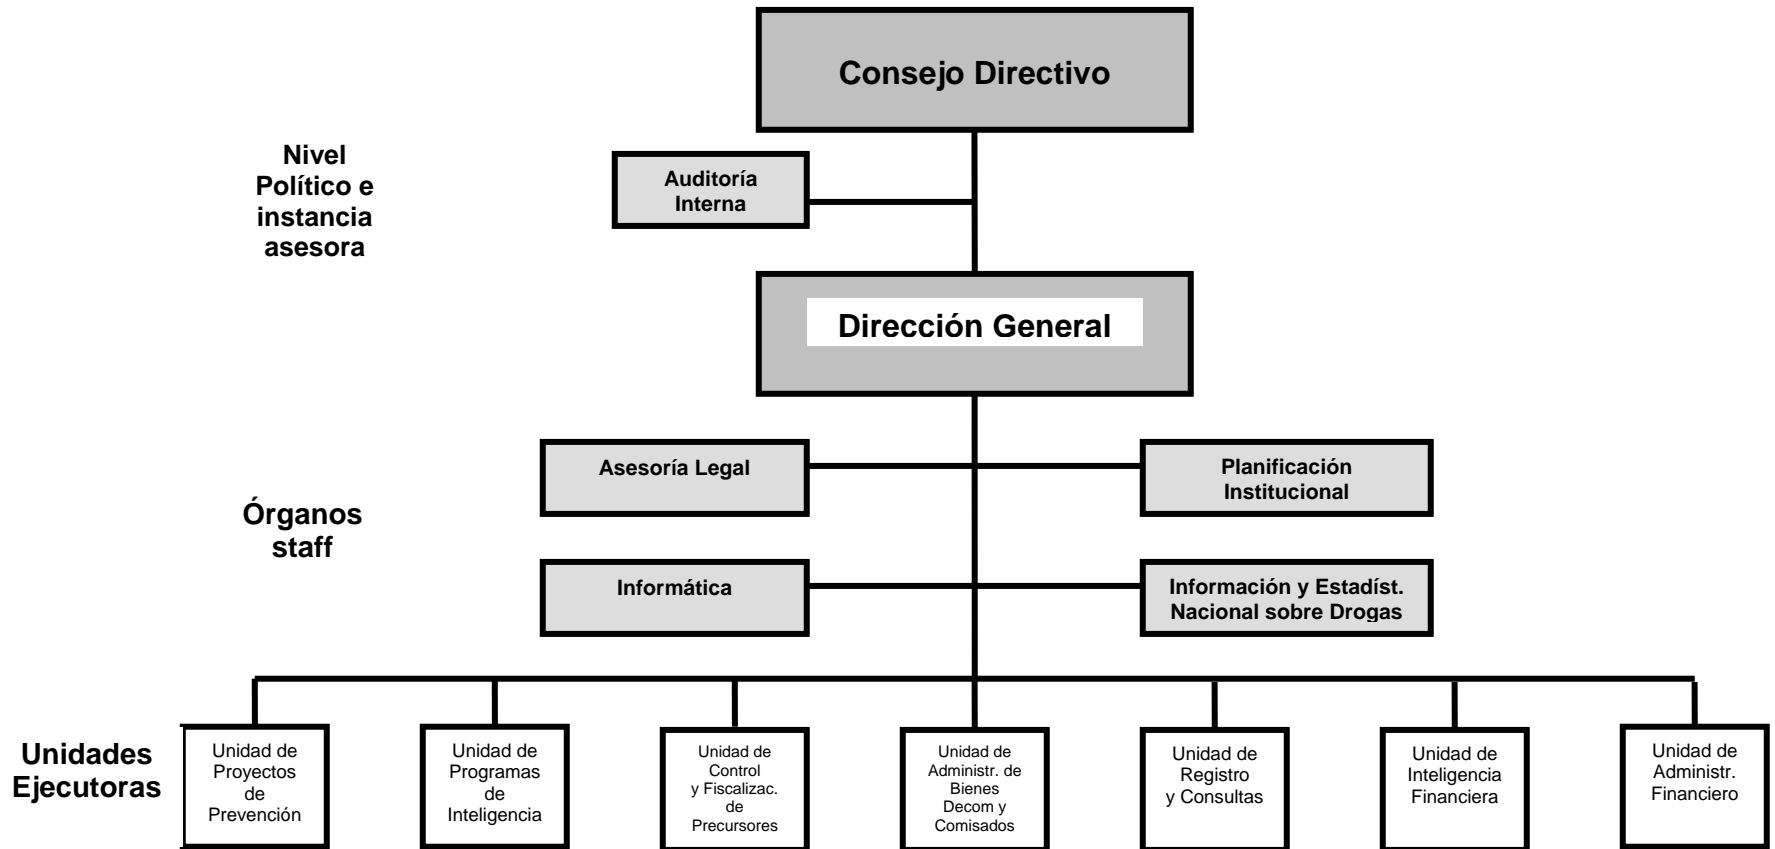 Consejo Directivo
Nivel
Político e
instancia
asesora
Auditoría
Interna
Dirección General
Órganos
staff
Asesoría Legal
Planificación
Institucional
Informática
Información y Estadíst.
Nacional sobre Drogas
Unidades
Ejecutoras
Unidad de
Proyectos
de
Prevención
Unidad de
Programas
de
Inteligencia
Unidad de
Control
y Fiscalizac.
de
Precursores
Unidad de
Administr. de
Bienes
Decom y
Comisados
Unidad de
Registro
y Consultas
Unidad de
Inteligencia
Financiera
Unidad de
Administr.
Financiero